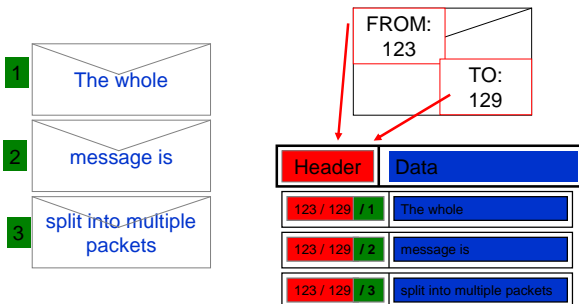 1
The whole
2
message is
3
split into multiple
packets
FROM:
123
TO:
129
Header Data
123 / 129 / 1 The whole
123 / 129 / 2 message is
123 / 129 / 3 split into multiple packets